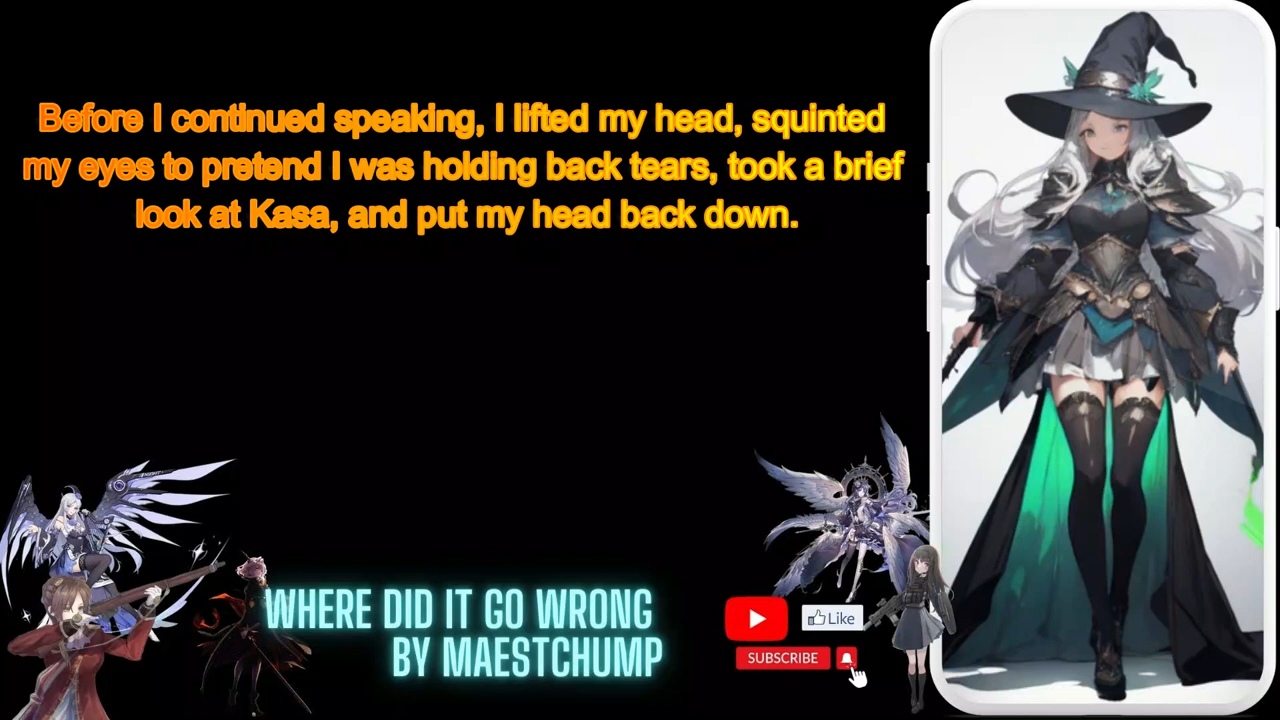 Before I continued speaking, I lifted my head, squinted
my eyes to pretend I was holding back tears, took a brief
look at Kasa, and put my head back down.
WHERE DID IT GO WRONG
BY MAESTCHUMP
Like
SUBSCRIBE